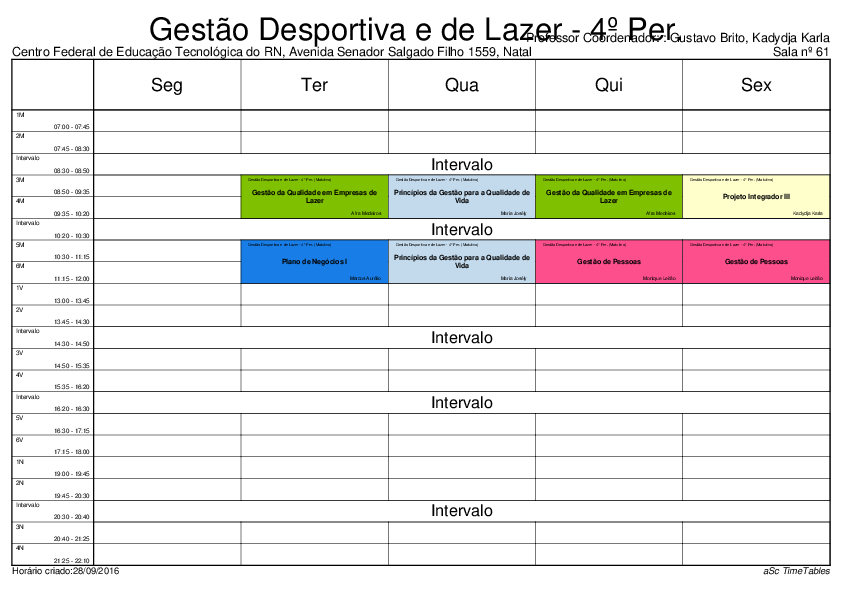 Gestão Desportiva e de Lazer - 4º Per.
Professor Coordenador: Gustavo Brito, Kadydja Karla
Centro Federal de Educação Tecnológica do RN, Avenida Senador Salgado Filho 1559, Natal
Sala nº 61
Seg Ter Qua Qui Sex
1M
07:00 - 07:45
2M
07:45 - 08:30
Intervalo
08:30 - 08:50
Intervalo
3M
08:50 - 09:35
4M
09:35 - 10:20
Gestão Desportiva e de Lazer - 4º Per. (Matutino)
Gestão da Qualidade em Empresas de
Lazer
Afra Medeiros
Gestão Desportiva e de Lazer - 4º Per. (Matutino)
Princípios da Gestão para a Qualidade de
Vida
Maria Josély
Gestão Desportiva e de Lazer - 4º Per. (Matutino)
Gestão da Qualidade em Empresas de
Lazer
Afra Medeiros
Gestão Desportiva e de Lazer - 4º Per. (Matutino)
Projeto Integrador III
Kadydja Karla
Intervalo
10:20 - 10:30
Intervalo
5M
10:30 - 11:15
6M
11:15 - 12:00
Gestão Desportiva e de Lazer - 4º Per. (Matutino)
Plano de Negócios I
Marcos Aurélio
Gestão Desportiva e de Lazer - 4º Per. (Matutino)
Princípios da Gestão para a Qualidade de
Vida
Maria Josély
Gestão Desportiva e de Lazer - 4º Per. (Matutino)
Gestão de Pessoas
Monique Leitão
Gestão Desportiva e de Lazer - 4º Per. (Matutino)
Gestão de Pessoas
Monique Leitão
1V
13:00 - 13:45
2V
13:45 - 14:30
Intervalo
14:30 - 14:50
Intervalo
3V
14:50 - 15:35
4V
15:35 - 16:20
Intervalo
16:20 - 16:30
Intervalo
5V
16:30 - 17:15
6V
17:15 - 18:00
1N
19:00 - 19:45
2N
19:45 - 20:30
Intervalo
20:30 - 20:40
Intervalo
3N
20:40 - 21:25
4N
21:25 - 22:10
Horário criado:28/09/2016
aSc TimeTables